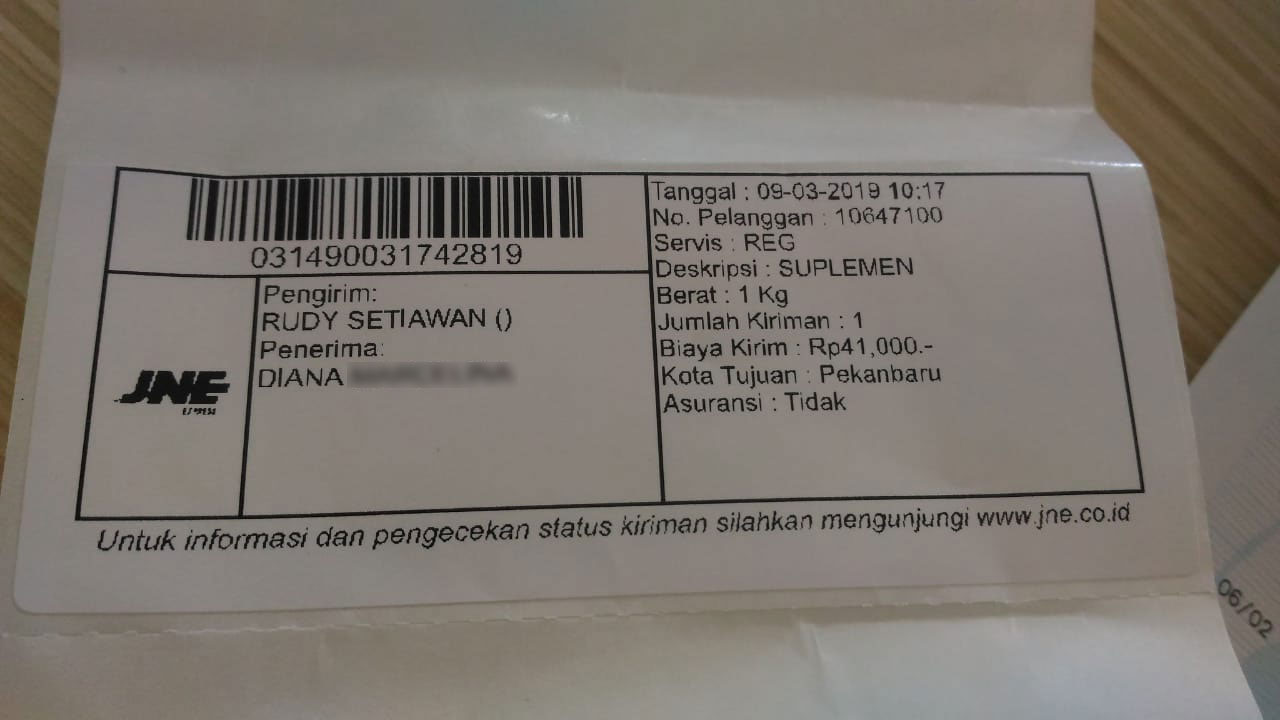 031490031742819
Pengirim:
RUDY SETIAWAN ()
Penerima:
DIANA
JNE
EXPRESS
Tanggal : 09-03-2019 10:17
No. Pelanggan : 10647100
Servis : REG
Deskripsi : SUPLEMEN
Berat : 1 Kg
Jumlah Kiriman : 1
Biaya Kirim : Rp41,000.-
Kota Tujuan : Pekanbaru
Asuransi : Tidak
Untuk informasi dan pengecekan status kiriman silahkan mengunjungi www.jne.co.id
06/02